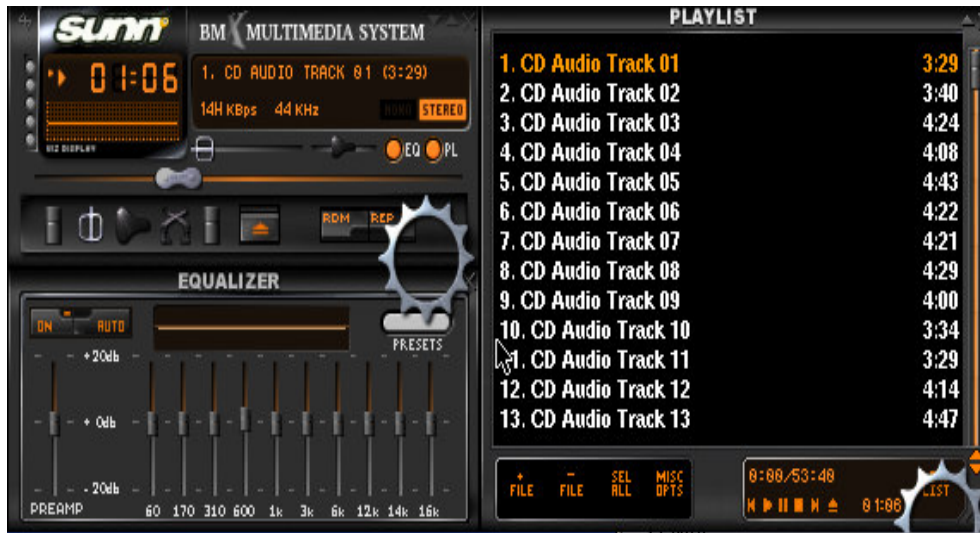 sunn
BMX MULTIMEDIA SYSTEM
01:06
1. CD AUDIO TRACK 01 (3:29)
14H KBps 44 KHz
MONO STEREO
VIZ DISPLAY
EQ PL
RDM REP
EQUALIZER
ON AUTO
PRESETS
+20db
+ 0db
- 20db
PREAMP 60 170 310 600 1k 3k 6k 12k 14k 16k
PLAYLIST
1. CD Audio Track 01 3:29
2. CD Audio Track 02 3:40
3. CD Audio Track 03 4:24
4. CD Audio Track 04 4:08
5. CD Audio Track 05 4:43
6. CD Audio Track 06 4:22
7. CD Audio Track 07 4:21
8. CD Audio Track 08 4:29
9. CD Audio Track 09 4:00
10. CD Audio Track 10 3:34
11. CD Audio Track 11 3:29
12. CD Audio Track 12 4:14
13. CD Audio Track 13 4:47
+ FILE
- FILE
SEL ALL
MISC OPTS
0:00/53:40
01:06
LIST